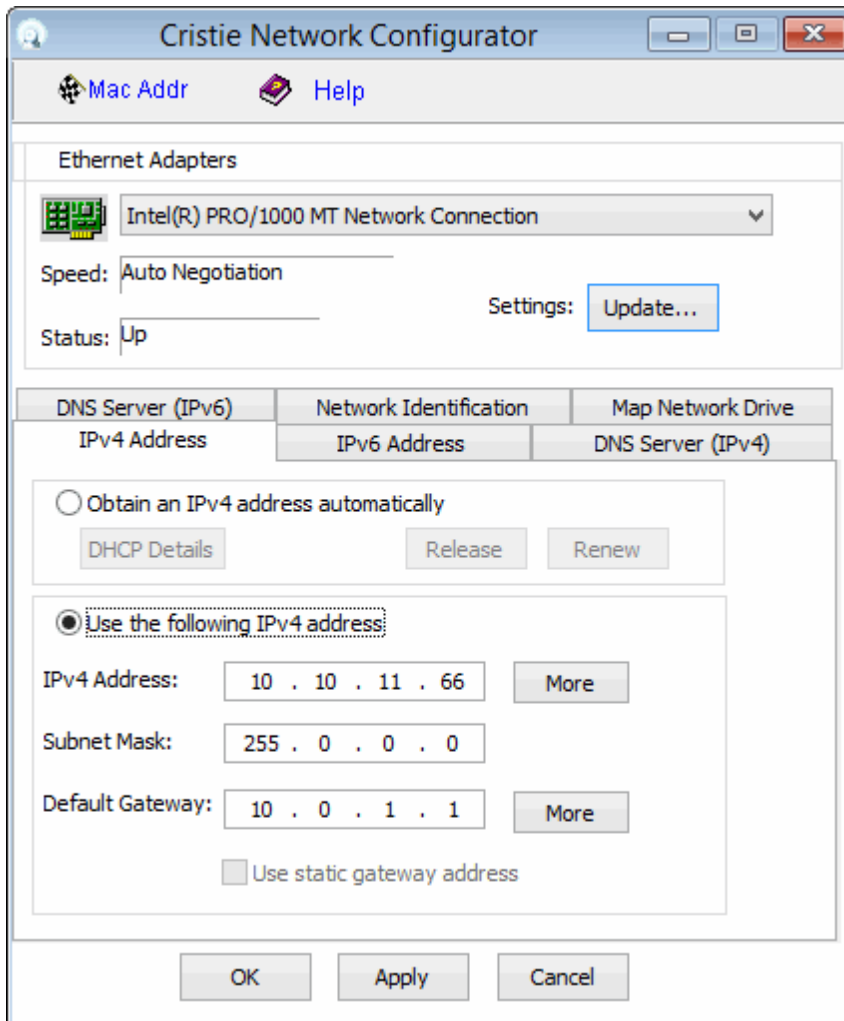 Cristie Network Configurator
Mac Addr Help
Ethernet Adapters
Intel(R) PRO/1000 MT Network Connection
Speed: Auto Negotiation
Settings: Update...
Status: Up
DNS Server (IPv6) Network Identification Map Network Drive
IPv4 Address IPv6 Address DNS Server (IPv4)
Obtain an IPv4 address automatically
DHCP Details Release Renew
Use the following IPv4 address
IPv4 Address: 10 . 10 . 11 . 66 More
Subnet Mask: 255 . 0 . 0 . 0
Default Gateway: 10 . 0 . 1 . 1 More
Use static gateway address
OK Apply Cancel